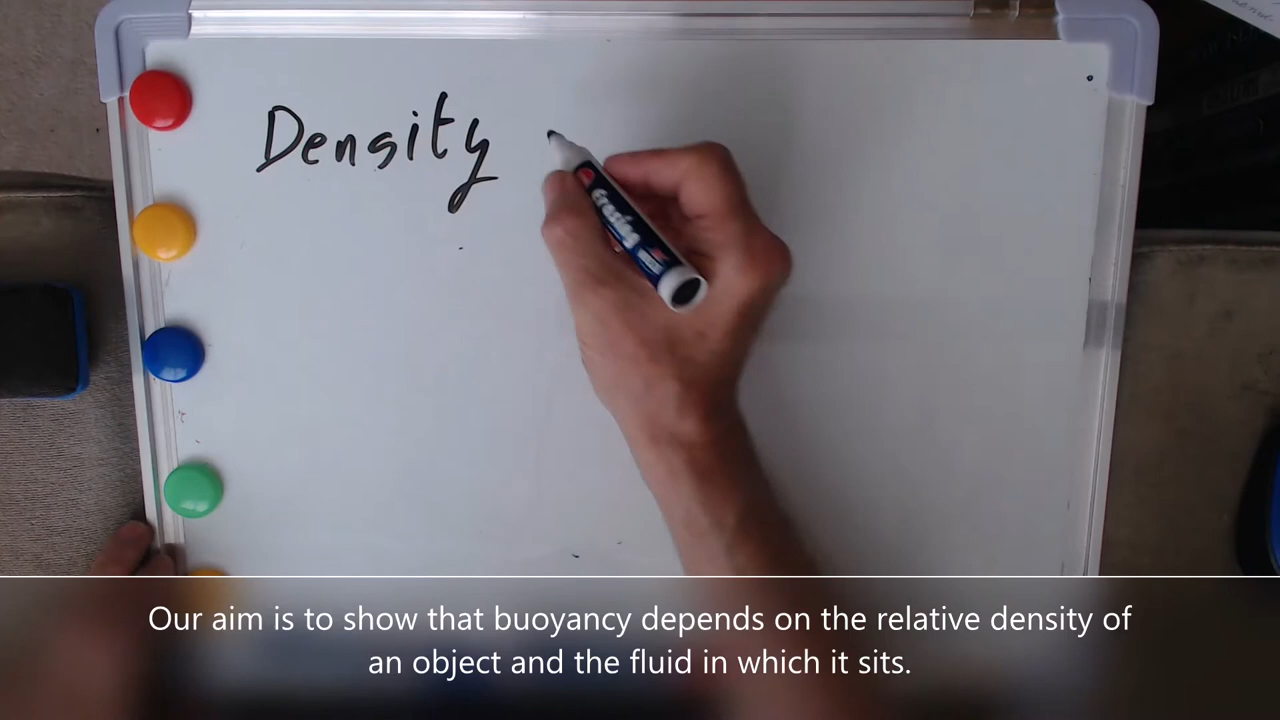 Density
Erasing
Our aim is to show that buoyancy depends on the relative density of
an object and the fluid in which it sits.